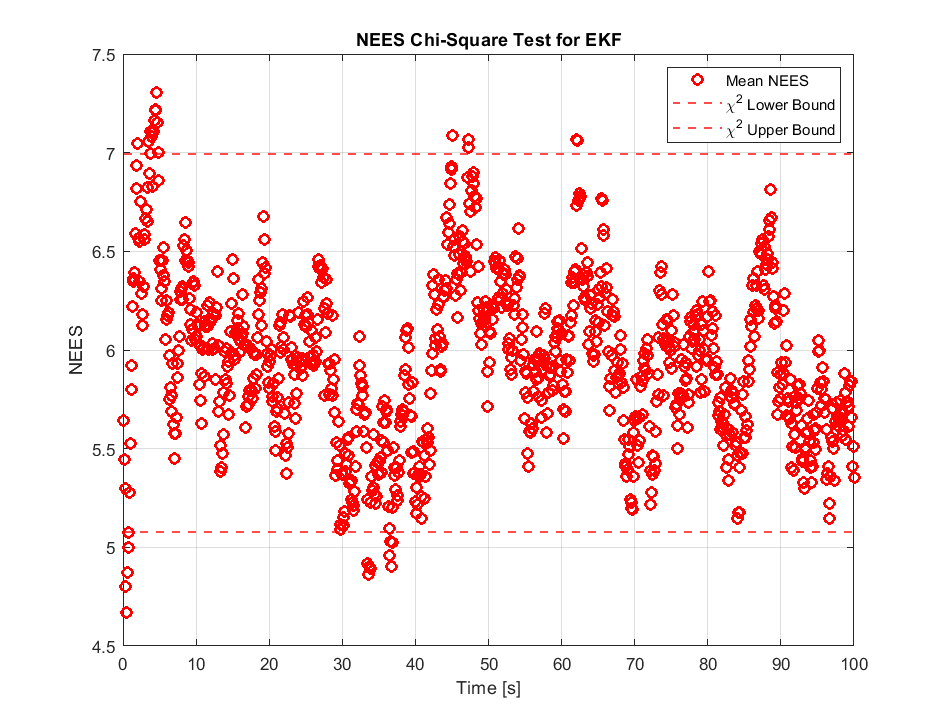 NEES Chi-Square Test for EKF
7.5
7
6.5
6
5.5
5
4.5
NEES
Mean NEES
χ² Lower Bound
χ² Upper Bound
0 10 20 30 40 50 60 70 80 90 100
Time [s]